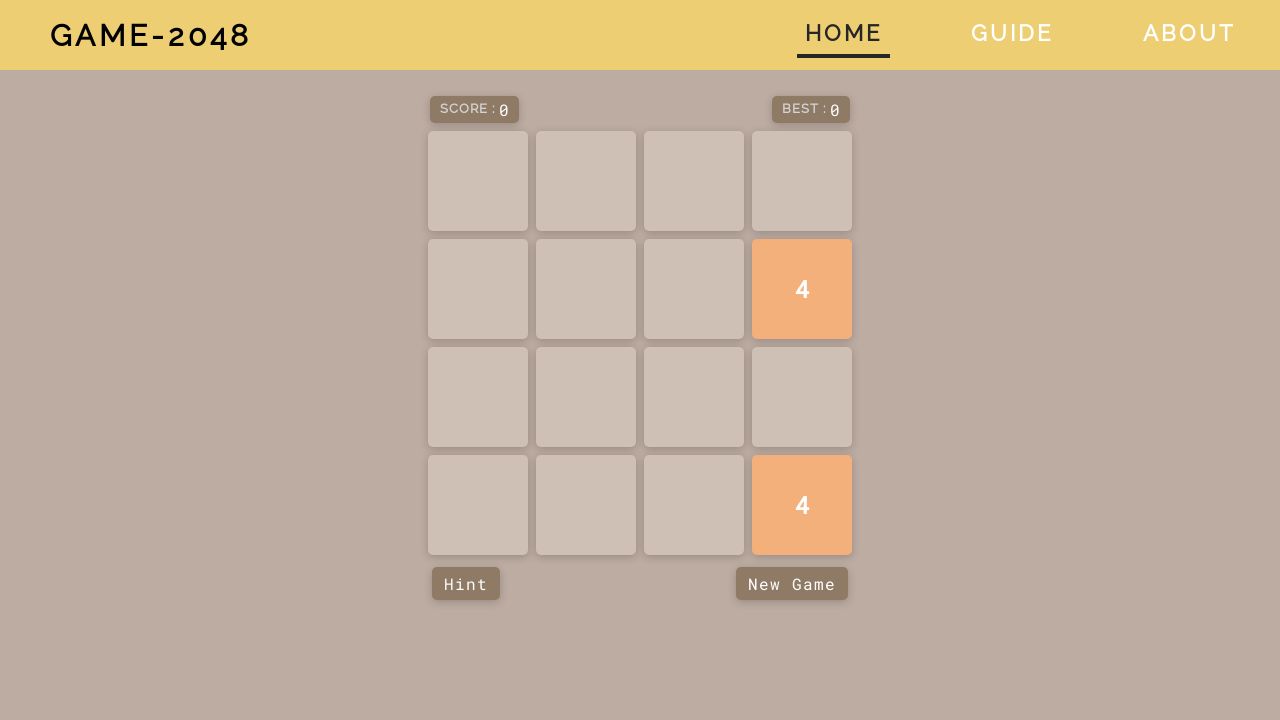 GAME-2048
HOME GUIDE ABOUT
SCORE : 0
BEST : 0
4
4
Hint
New Game